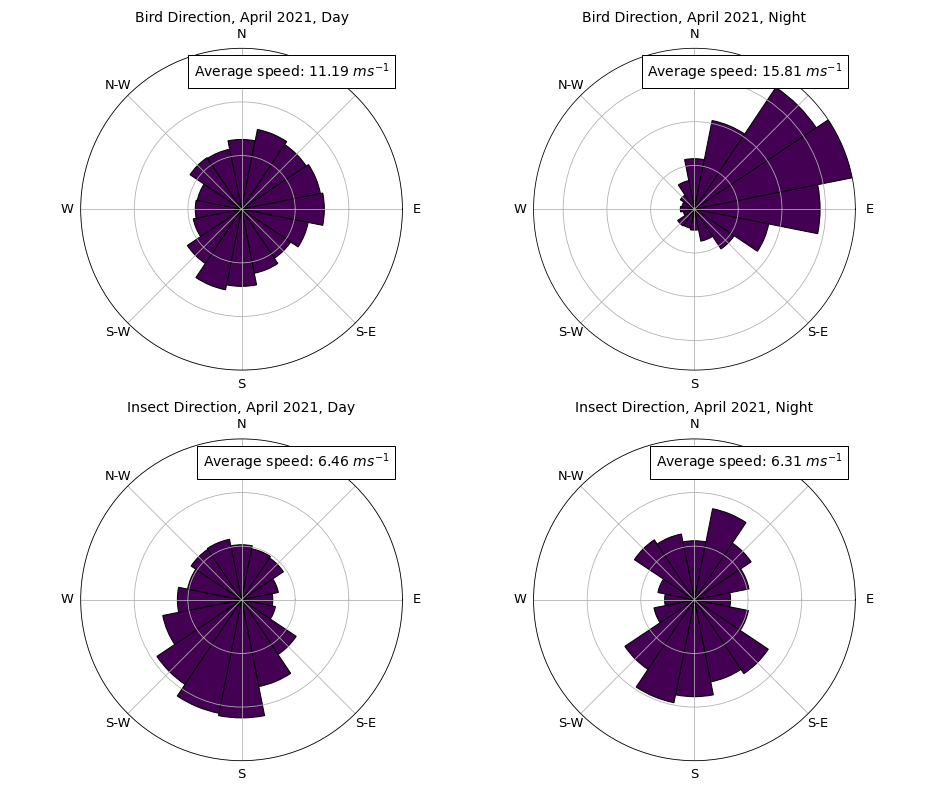 Bird Direction, April 2021, Day
N
Average speed: 11.19 ms⁻¹
N-W
W
E
S-W
S-E
S
Bird Direction, April 2021, Night
N
Average speed: 15.81 ms⁻¹
N-W
W
E
S-W
S-E
S
Insect Direction, April 2021, Day
N
Average speed: 6.46 ms⁻¹
N-W
W
E
S-W
S-E
S
Insect Direction, April 2021, Night
N
Average speed: 6.31 ms⁻¹
N-W
W
E
S-W
S-E
S